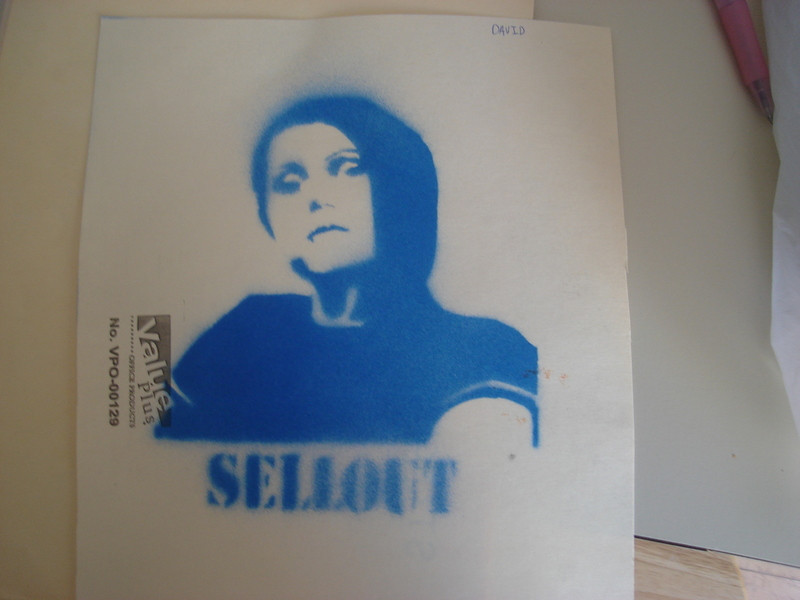 DAVID
Value
plus
OFFICE PRODUCTS
No. VPO-00129
SELLOUT